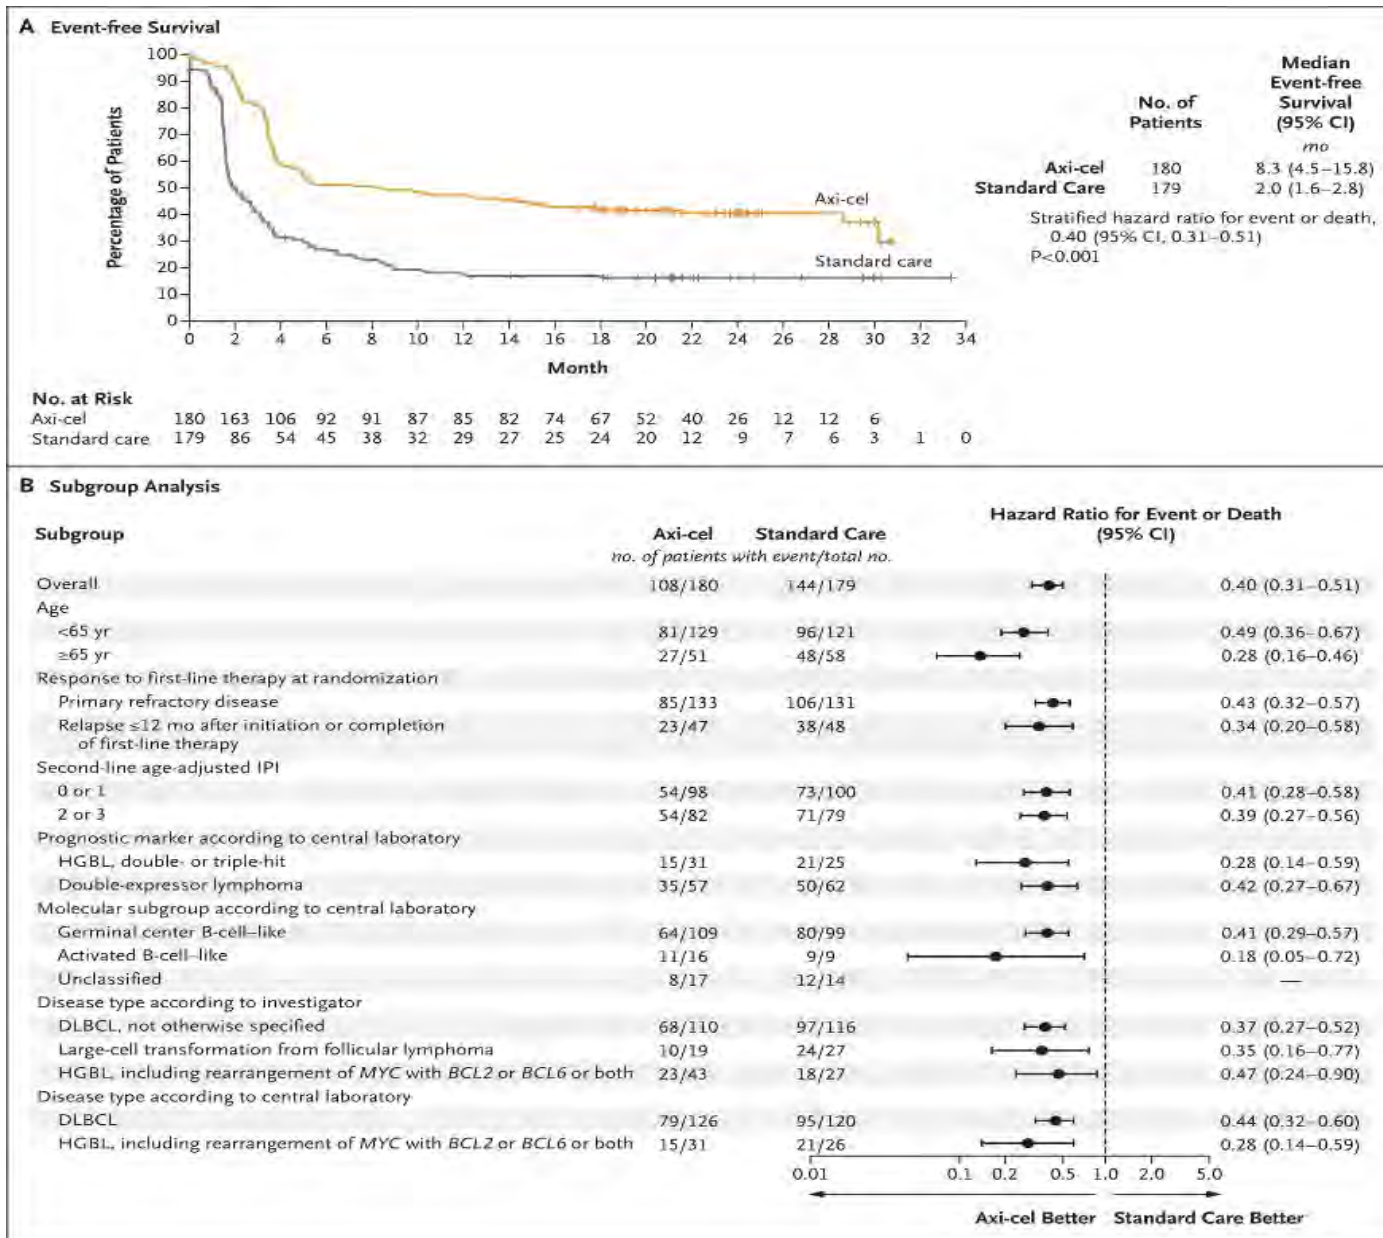 A Event-free Survival
Percentage of Patients
100
90
80
70
60
50
40
30
20
10
0
0 2 4 6 8 10 12 14 16 18 20 22 24 26 28 30 32 34
Month
Axi-cel
Standard care
No. of Patients
Median Event-free Survival (95% CI)
mo
Axi-cel 180 8.3 (4.5–15.8)
Standard Care 179 2.0 (1.6–2.8)
Stratified hazard ratio for event or death,
0.40 (95% CI, 0.31–0.51)
P<0.001
No. at Risk
Axi-cel 180 163 106 92 91 87 85 82 74 67 52 40 26 12 12 6
Standard care 179 86 54 45 38 32 29 27 25 24 20 12 9 7 6 3 1 0
B Subgroup Analysis
Subgroup Axi-cel Standard Care Hazard Ratio for Event or Death (95% CI)
no. of patients with event/total no.
Overall 108/180 144/179 0.40 (0.31–0.51)
Age
<65 yr 81/129 96/121 0.49 (0.36–0.67)
≥65 yr 27/51 48/58 0.28 (0.16–0.46)
Response to first-line therapy at randomization
Primary refractory disease 85/133 106/131 0.43 (0.32–0.57)
Relapse ≤12 mo after initiation or completion 23/47 38/48 0.34 (0.20–0.58)
of first-line therapy
Second-line age-adjusted IPI
0 or 1 54/98 73/100 0.41 (0.28–0.58)
2 or 3 54/82 71/79 0.39 (0.27–0.56)
Prognostic marker according to central laboratory
HGBL, double- or triple-hit 15/31 21/25 0.28 (0.14–0.59)
Double-expressor lymphoma 35/57 50/62 0.42 (0.27–0.67)
Molecular subgroup according to central laboratory
Germinal center B-cell–like 64/109 80/99 0.41 (0.29–0.57)
Activated B-cell–like 11/16 9/9 0.18 (0.05–0.72)
Unclassified 8/17 12/14 —
Disease type according to investigator
DLBCL, not otherwise specified 68/110 97/116 0.37 (0.27–0.52)
Large-cell transformation from follicular lymphoma 10/19 24/27 0.35 (0.16–0.77)
HGBL, including rearrangement of MYC with BCL2 or BCL6 or both 23/43 18/27 0.47 (0.24–0.90)
Disease type according to central laboratory
DLBCL 79/126 95/120 0.44 (0.32–0.60)
HGBL, including rearrangement of MYC with BCL2 or BCL6 or both 15/31 21/26 0.28 (0.14–0.59)
0.01 0.1 0.2 0.5 1.0 2.0 5.0
Axi-cel Better Standard Care Better